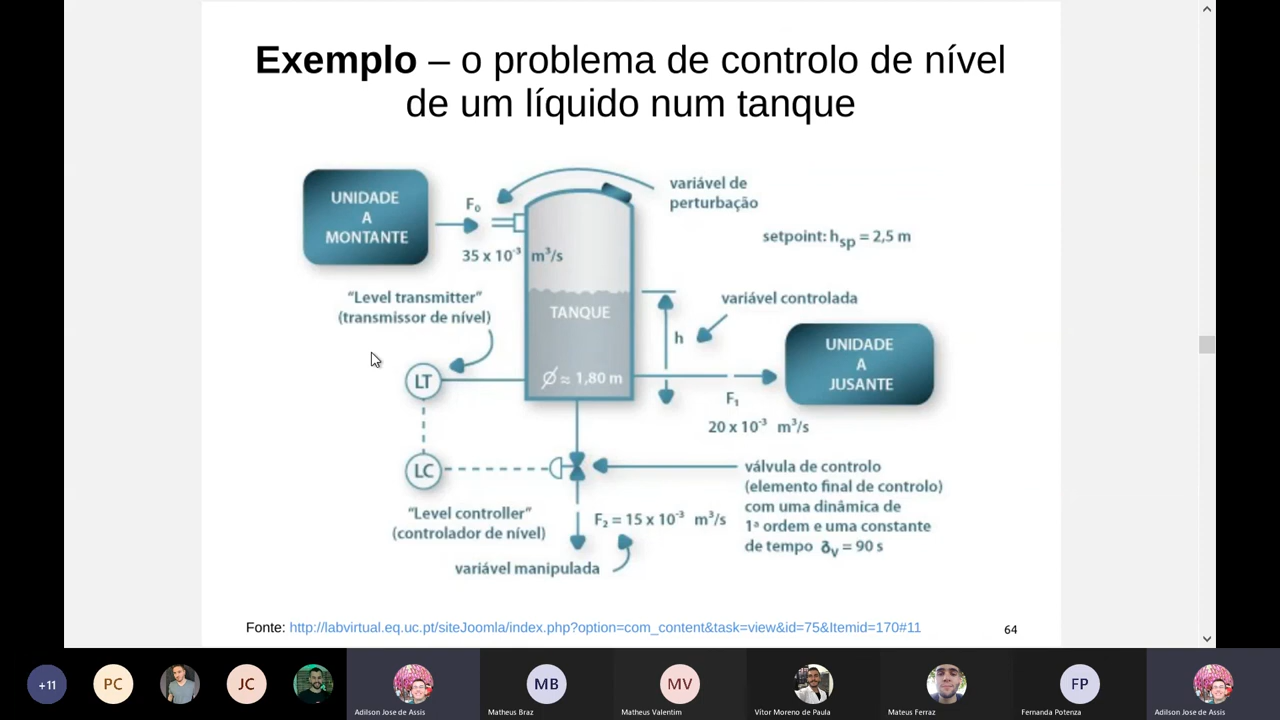 Exemplo – o problema de controlo de nível
de um líquido num tanque
UNIDADE
A
MONTANTE
F₀
35 x 10⁻³ m³/s
variável de
perturbação
setpoint: hsp = 2,5 m
"Level transmitter"
(transmissor de nível)
TANQUE
Ø ≈ 1,80 m
variável controlada
h
UNIDADE
A
JUSANTE
LT
F₁
20 x 10⁻³ m³/s
LC
válvula de controlo
(elemento final de controlo)
com uma dinâmica de
1ª ordem e uma constante
de tempo δv = 90 s
"Level controller"
(controlador de nível)
F₂ = 15 x 10⁻³ m³/s
variável manipulada
Fonte: http://labvirtual.eq.uc.pt/siteJoomla/index.php?option=com_content&task=view&id=75&Itemid=170#11
64
+11
PC
JC
Adilson Jose de Assis
MB
Matheus Braz
MV
Matheus Valentim
Vítor Moreno de Paula
Mateus Ferraz
FP
Fernanda Potenza
Adilson Jose de Assis